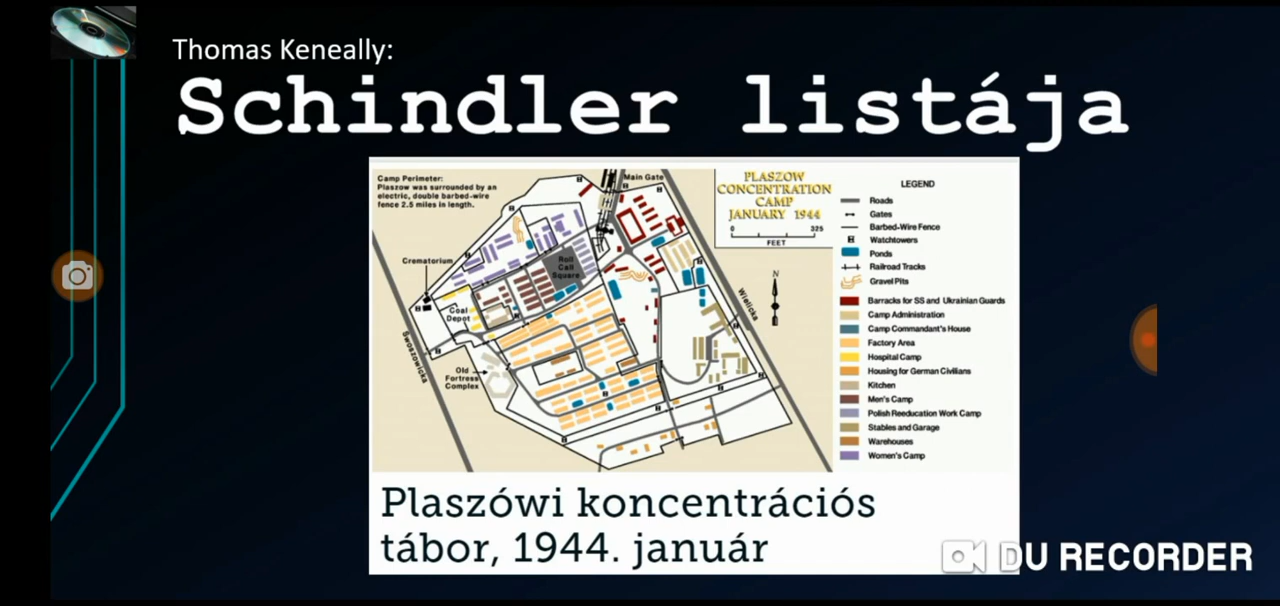 Thomas Keneally:
Schindler listája
Camp Perimeter:
Plaszow was surrounded by an
electric, double barbed-wire
fence 2.5 miles in length.
Main Gate
PLASZOW
CONCENTRATION
CAMP
JANUARY 1944
0 325
FEET
N
Crematorium
Roll
Call
Square
Coal
Depot
Old
Fortress
Complex
Swoszowicka
Wielicka
LEGEND
Roads
Gates
Barbed-Wire Fence
Watchtowers
Ponds
Railroad Tracks
Gravel Pits
Barracks for SS and Ukrainian Guards
Camp Administration
Camp Commandant's House
Factory Area
Hospital Camp
Housing for German Civilians
Kitchen
Men's Camp
Polish Reeducation Work Camp
Stables and Garage
Warehouses
Women's Camp
Plaszówi koncentrációs
tábor, 1944. január
DU RECORDER